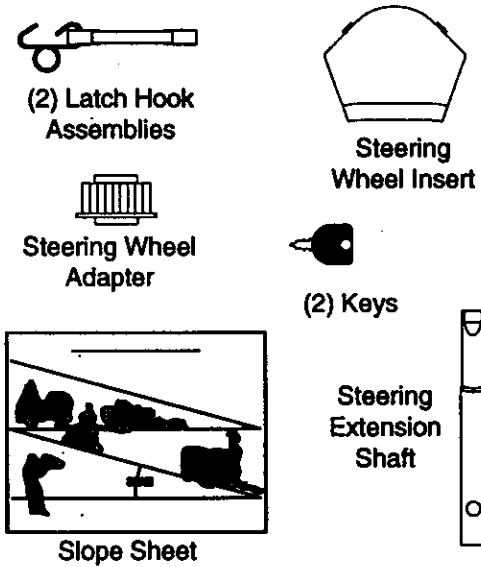 (2) Latch Hook
Assemblies
Steering
Wheel Insert
Steering Wheel
Adapter
(2) Keys
Steering
Extension
Shaft
Slope Sheet